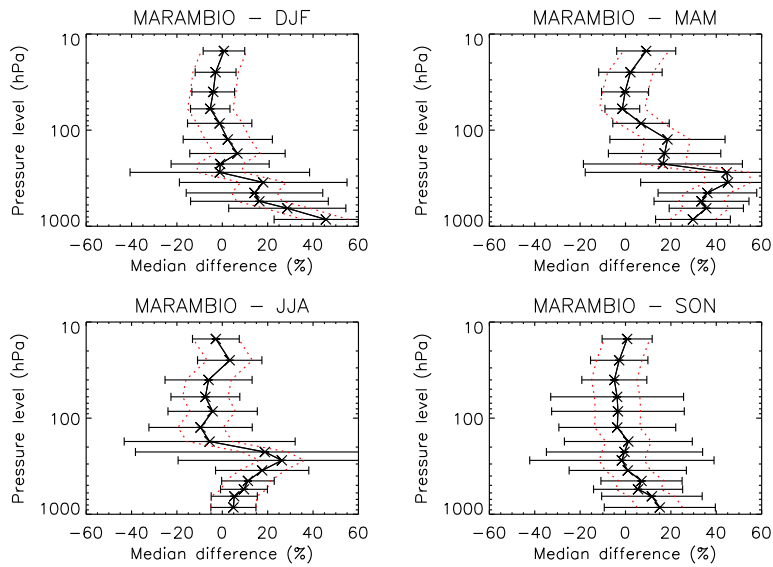 MARAMBIO – DJF
Pressure level (hPa)
10
100
1000
−60 −40 −20 0 20 40 60
Median difference (%)
MARAMBIO – MAM
Pressure level (hPa)
10
100
1000
−60 −40 −20 0 20 40 60
Median difference (%)
MARAMBIO – JJA
Pressure level (hPa)
10
100
1000
−60 −40 −20 0 20 40 60
Median difference (%)
MARAMBIO – SON
Pressure level (hPa)
10
100
1000
−60 −40 −20 0 20 40 60
Median difference (%)